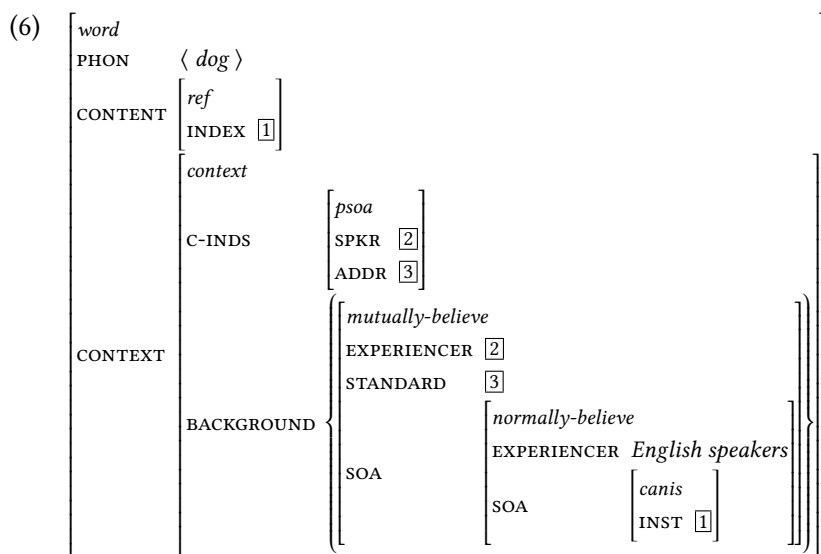 (6)
word
PHON ⟨ dog ⟩
ref
CONTENT
INDEX 1
context
psoa
C-INDS SPKR 2
ADDR 3
mutually-believe
EXPERIENCER 2
CONTEXT
STANDARD 3
normally-believe
BACKGROUND
EXPERIENCER English speakers
SOA
canis
SOA
INST 1